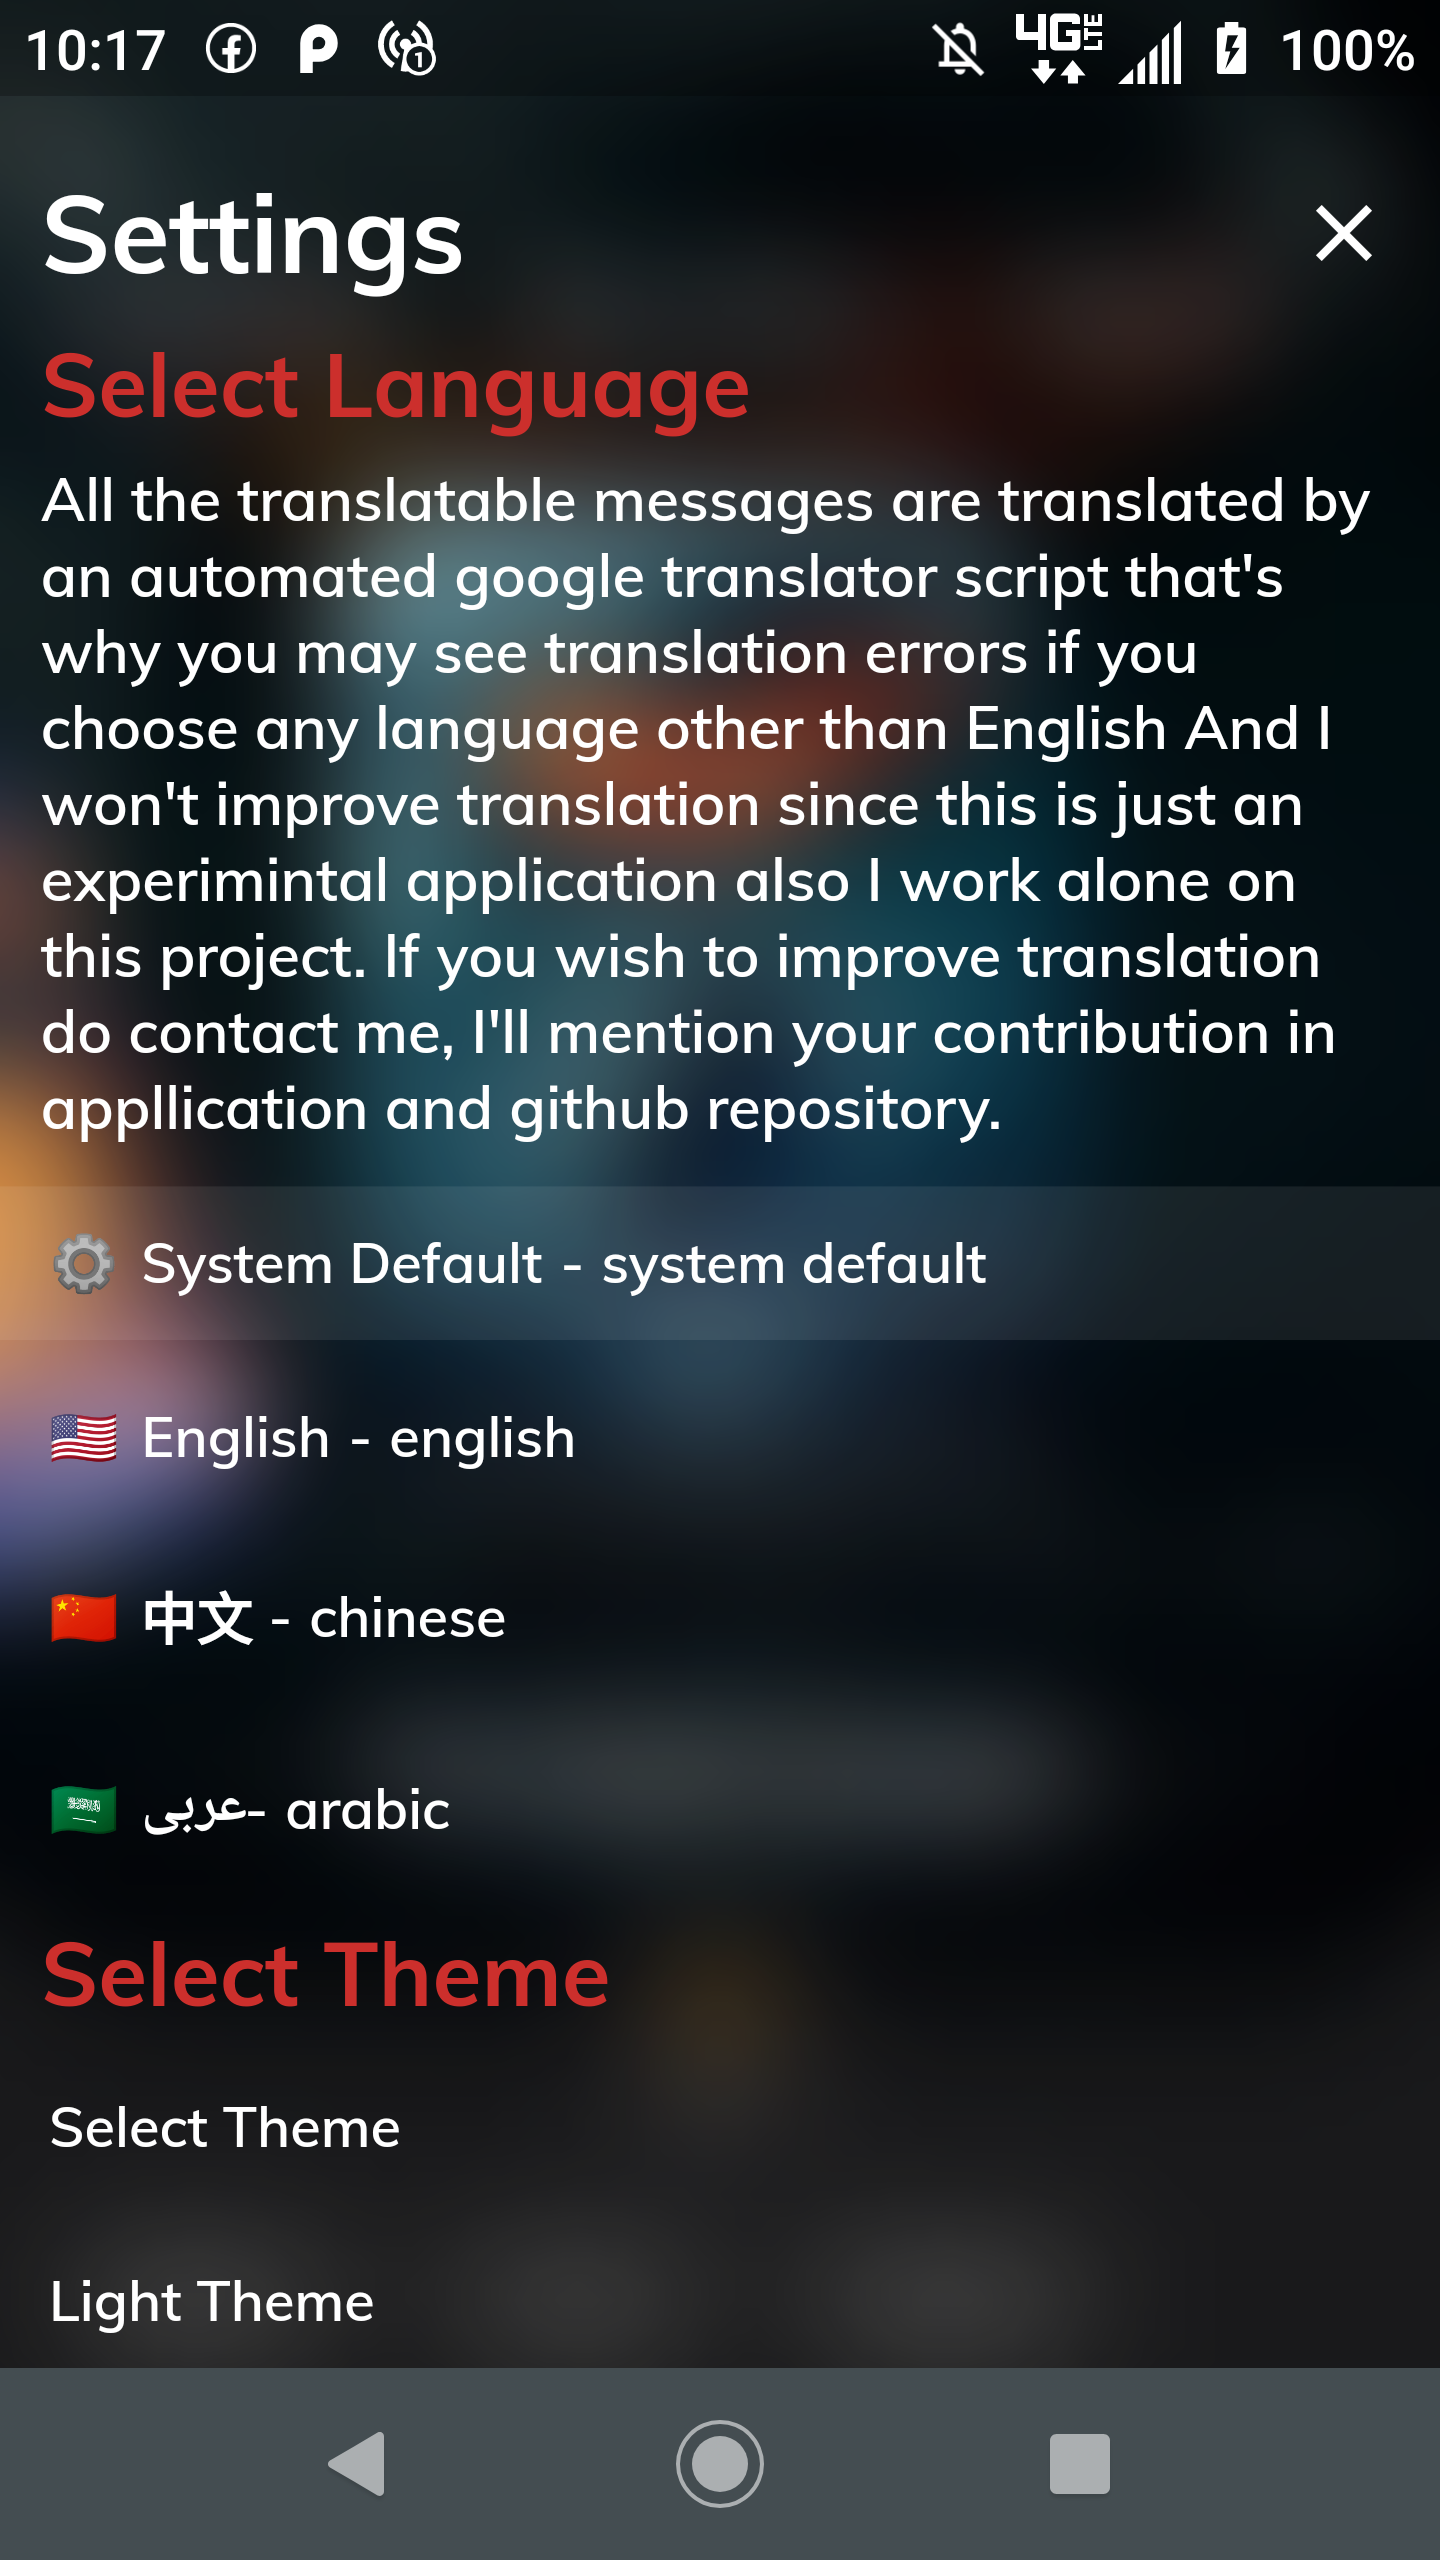 10:17
4G LTE
100%
Settings
Select Language
All the translatable messages are translated by
an automated google translator script that's
why you may see translation errors if you
choose any language other than English And I
won't improve translation since this is just an
experimintal application also I work alone on
this project. If you wish to improve translation
do contact me, I'll mention your contribution in
appllication and github repository.
System Default - system default
English - english
中文 - chinese
عربى- arabic
Select Theme
Select Theme
Light Theme